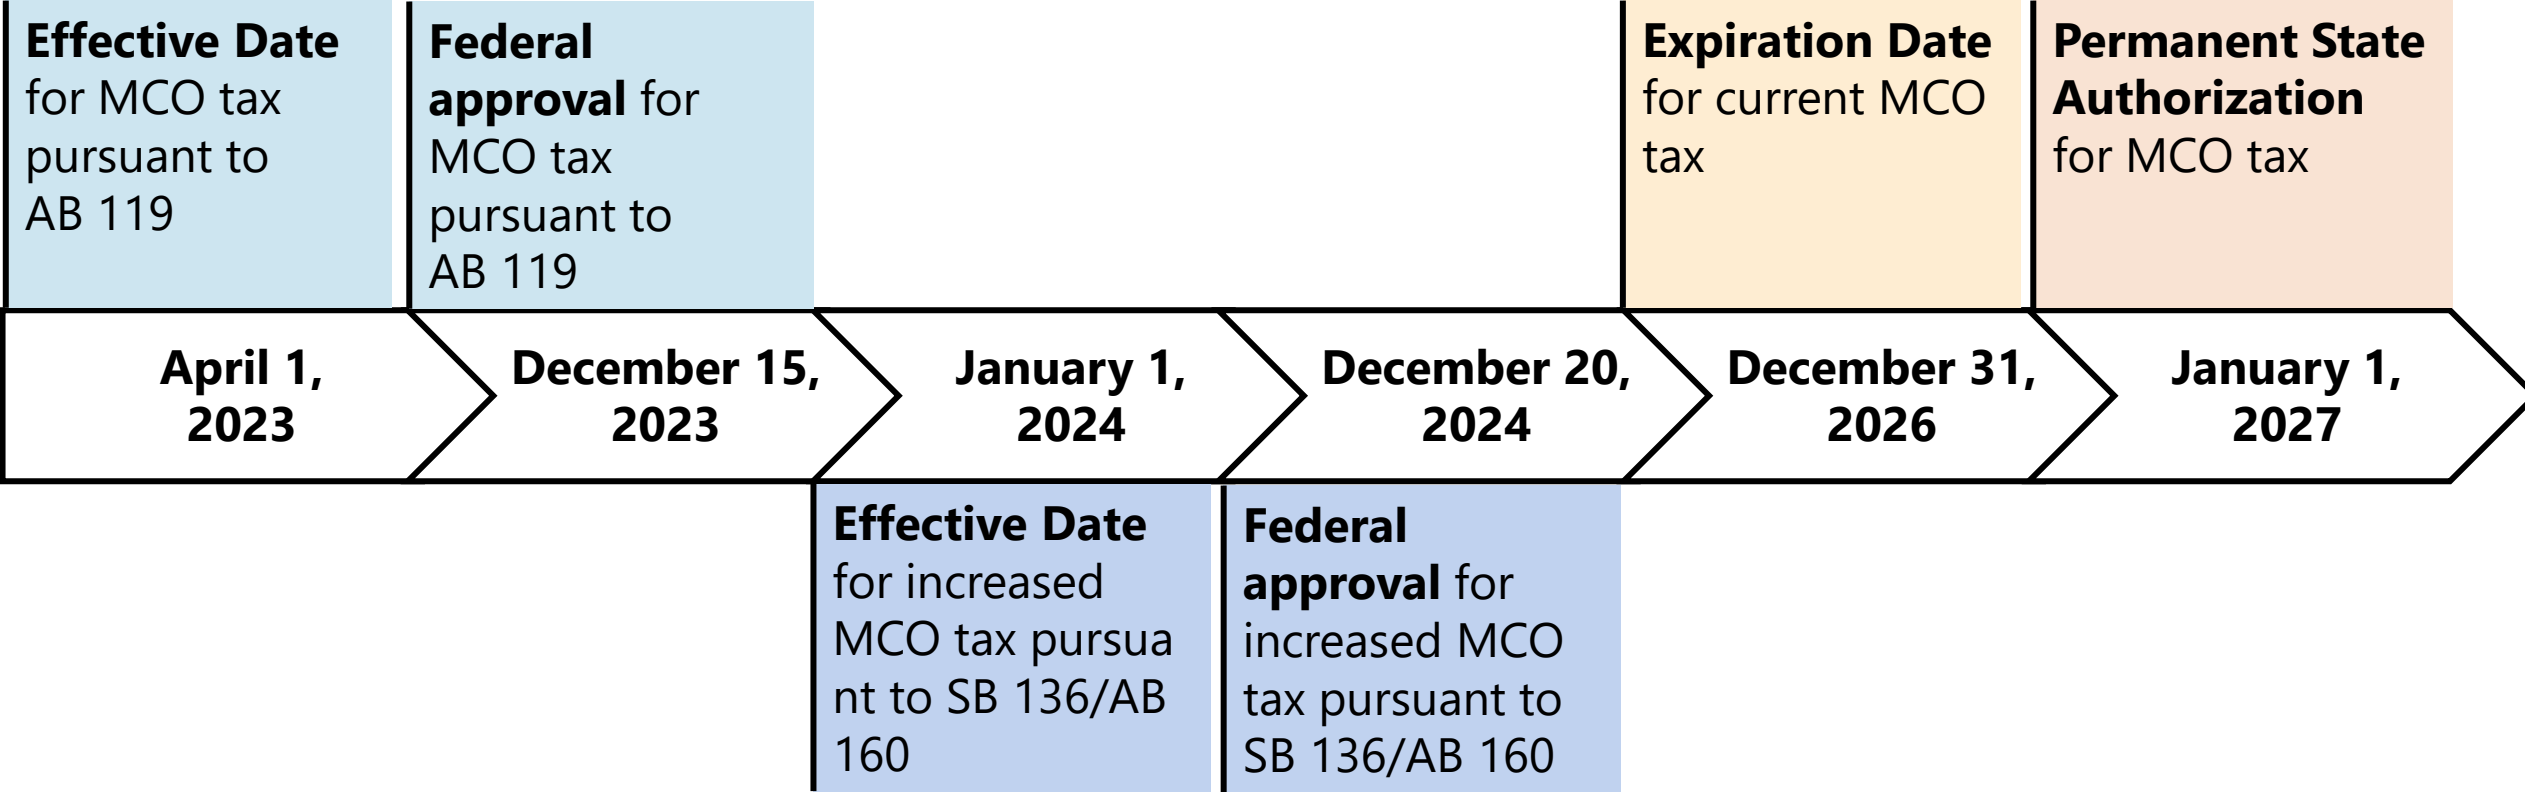 Effective Date
for MCO tax
pursuant to
AB 119
Federal
approval for
MCO tax
pursuant to
AB 119
Expiration Date
for current MCO
tax
Permanent State
Authorization
for MCO tax
April 1,
2023
December 15,
2023
January 1,
2024
December 20,
2024
December 31,
2026
January 1,
2027
Effective Date
for increased
MCO tax pursua
nt to SB 136/AB
160
Federal
approval for
increased MCO
tax pursuant to
SB 136/AB 160